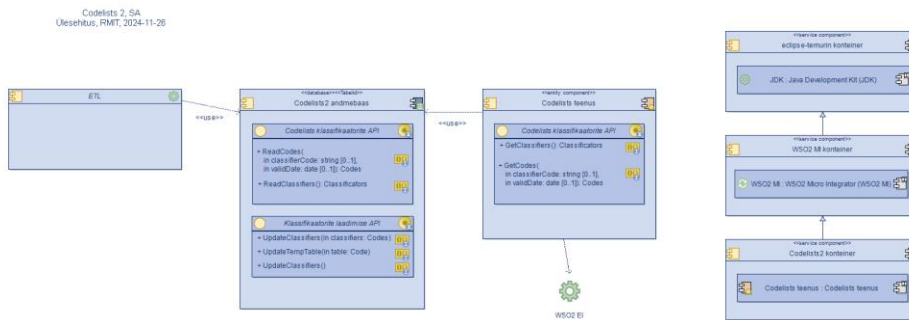 Codelists 2, SA
Ülesehitus, RMIT, 2024-11-26
ETL
<<use>>
<<database>><<Tabelid>>
Codelists2 andmebaas
Codelists klassifikaatorite API
+ ReadCodes(
in classifierCode: string [0..1],
in validDate: date [0..1]): Codes
+ ReadClassifiers(): Classificators
Klassifikaatorite laadimise API
+ UpdateClassifiers(in classifiers: Codes)
+ UpdateTempTable(in table: Code)
+ UpdateClassifiers()
<<use>>
<<entity component>>
Codelists teenus
Codelists klassifikaatorite API
+ GetClassifiers(): Classificators
+ GetCodes(
in classifierCode: string [0..1],
in validDate: date [0..1]): Codes
WSO2 EI
<<service component>>
eclipse-temurin konteiner
JDK : Java Development Kit (JDK)
<<service component>>
WSO2 MI konteiner
WSO2 MI : WSO2 Micro Integrator (WSO2 MI)
<<service component>>
Codelists2 konteiner
Codelists teenus : Codelists teenus